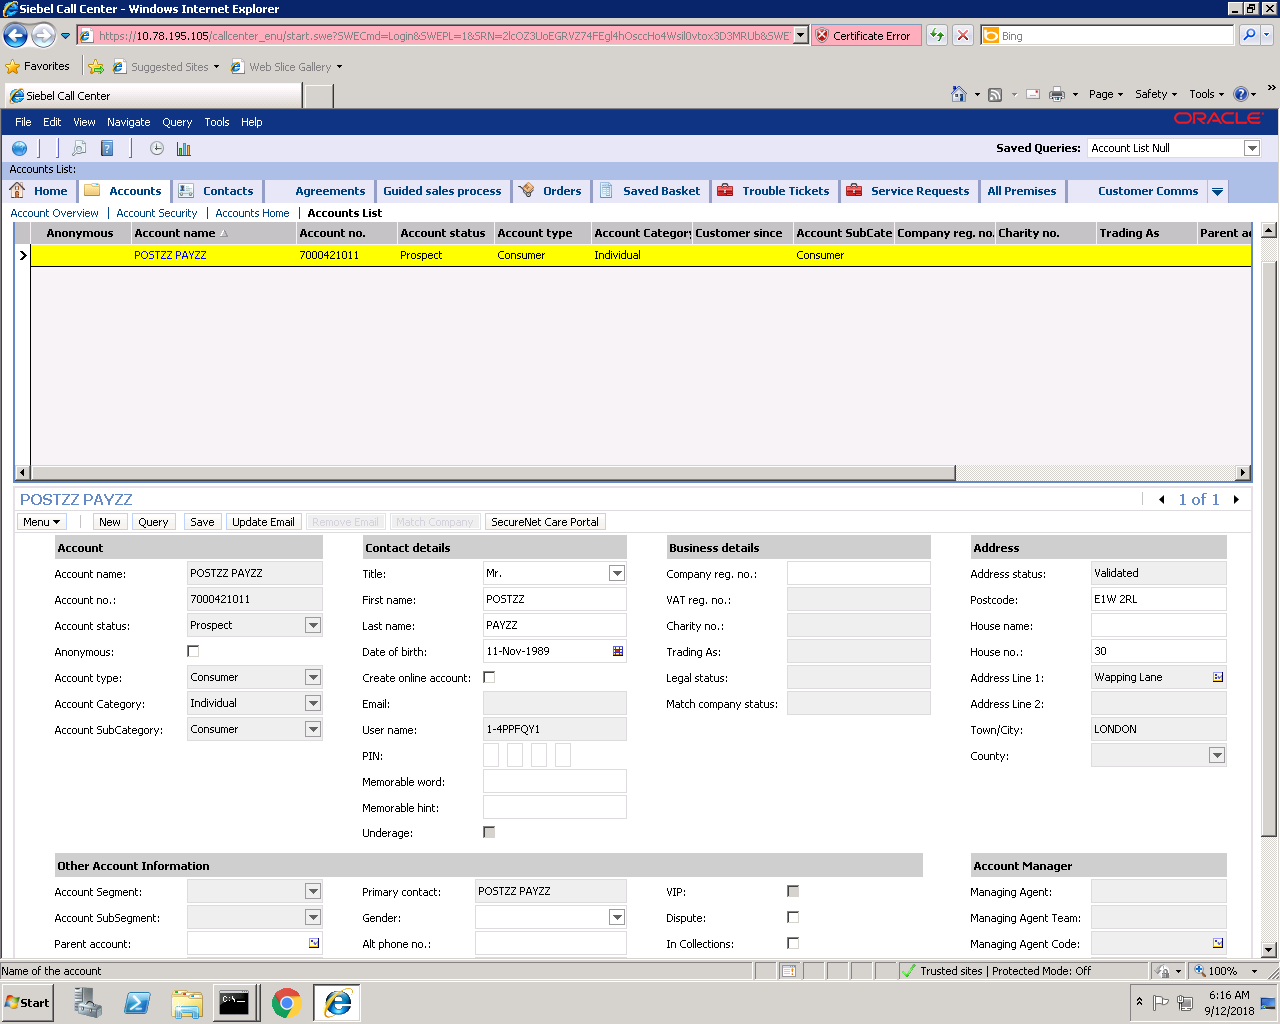 Siebel Call Center - Windows Internet Explorer
https://10.78.195.105/callcenter_enu/start.swe?SWECmd=Login&SWEPL=1&SRN=2lcOZ3UoEGRVZ74FEgl4hOsccHo4Wsil0vtox3D3MRUb&SWE
Certificate Error
Bing
Favorites Suggested Sites Web Slice Gallery
Siebel Call Center
Page Safety Tools
File Edit View Navigate Query Tools Help
ORACLE
Saved Queries: Account List Null
Accounts List:
Home Accounts Contacts Agreements Guided sales process Orders Saved Basket Trouble Tickets Service Requests All Premises Customer Comms
Account Overview | Account Security | Accounts Home | Accounts List
Anonymous Account name Account no. Account status Account type Account Category Customer since Account SubCate Company reg. no. Charity no. Trading As Parent ac
POSTZZ PAYZZ 7000421011 Prospect Consumer Individual Consumer
POSTZZ PAYZZ
1 of 1
Menu New Query Save Update Email Remove Email Match Company SecureNet Care Portal
Account Contact details Business details Address
Account name: POSTZZ PAYZZ Title: Mr. Company reg. no.: Address status: Validated
Account no.: 7000421011 First name: POSTZZ VAT reg. no.: Postcode: E1W 2RL
Account status: Prospect Last name: PAYZZ Charity no.: House name:
Anonymous: Date of birth: 11-Nov-1989 Trading As: House no.: 30
Account type: Consumer Create online account: Legal status: Address Line 1: Wapping Lane
Account Category: Individual Email: Match company status: Address Line 2:
Account SubCategory: Consumer User name: 1-4PPFQY1 Town/City: LONDON
PIN: County:
Memorable word:
Memorable hint:
Underage:
Other Account Information Account Manager
Account Segment: Primary contact: POSTZZ PAYZZ VIP: Managing Agent:
Account SubSegment: Gender: Dispute: Managing Agent Team:
Parent account: Alt phone no.: In Collections: Managing Agent Code:
Name of the account
Trusted sites | Protected Mode: Off
100%
Start
C:\.
6:16 AM
9/12/2018